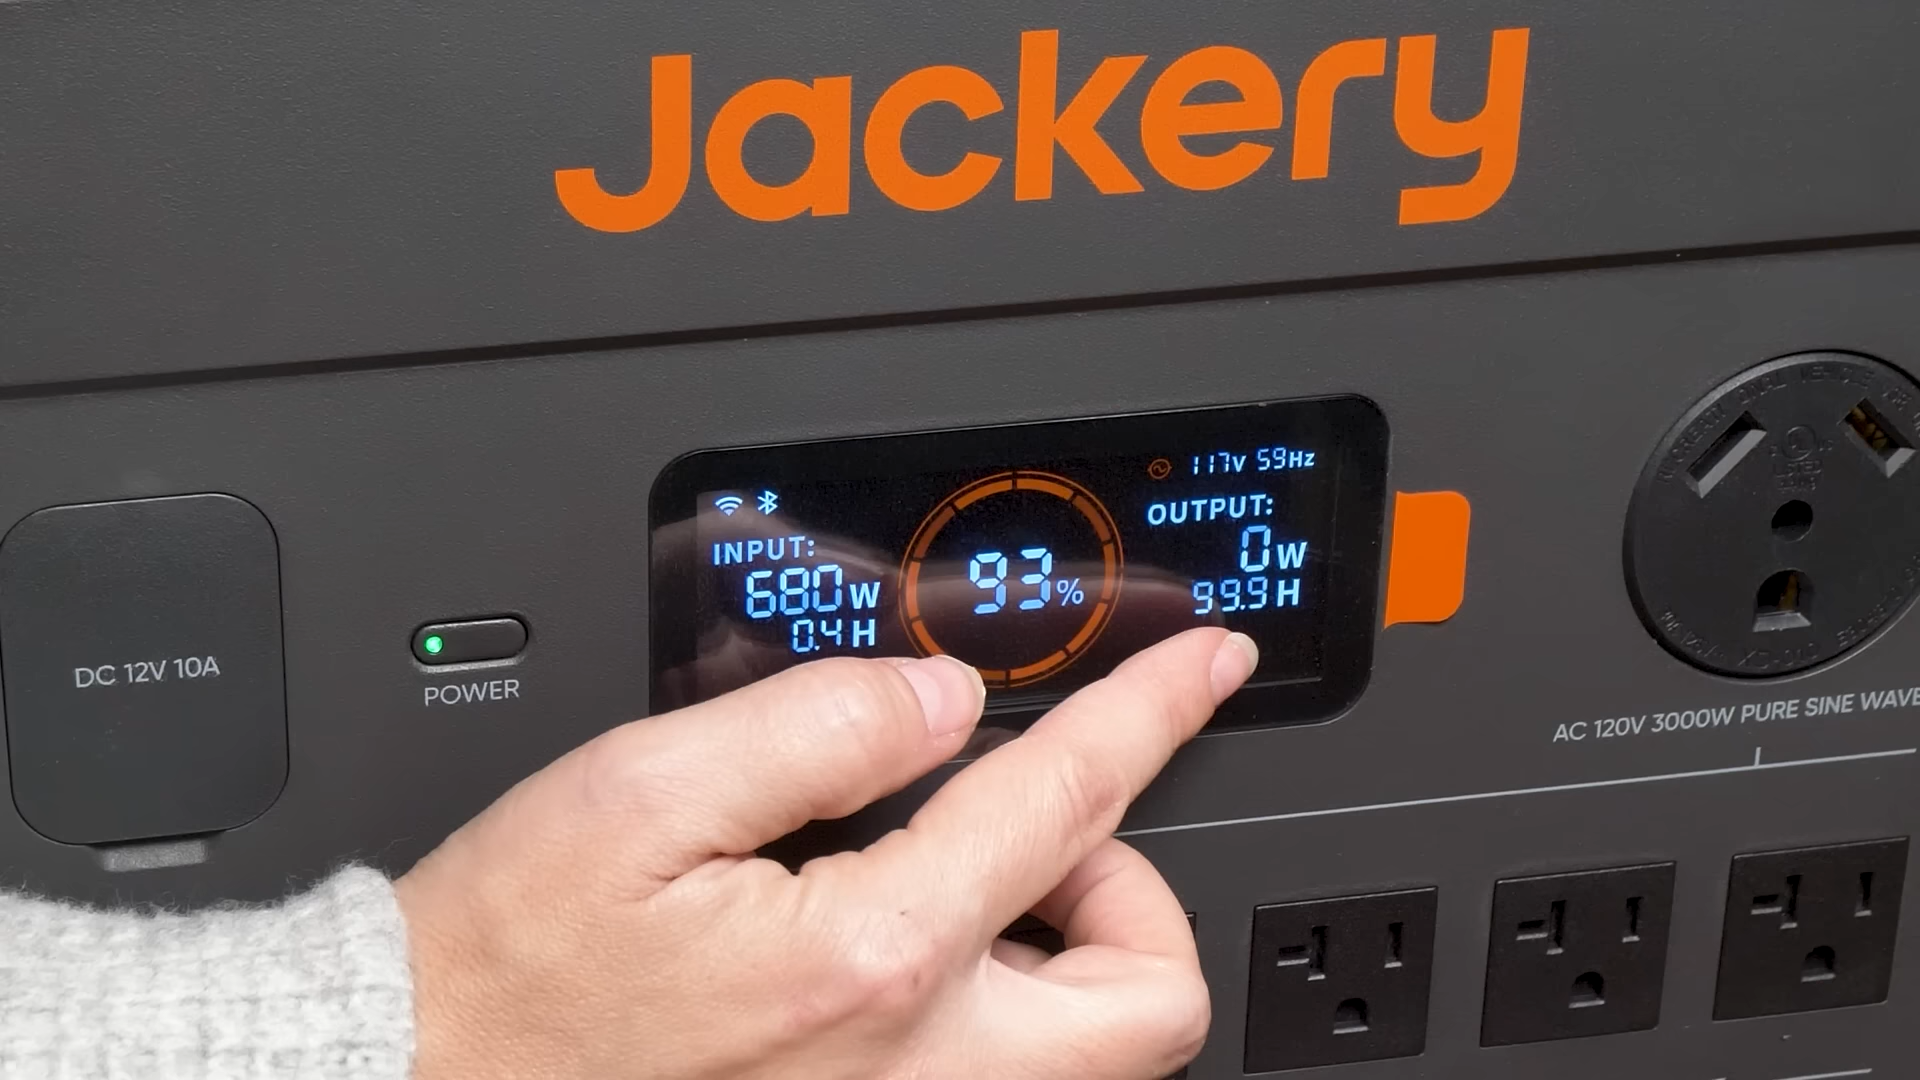 Jackery
117V 59Hz
INPUT:
680W
0.4H
93%
OUTPUT:
0W
99.9H
DC 12V 10A
POWER
AC 120V 3000W PURE SINE WAVE
LISTED